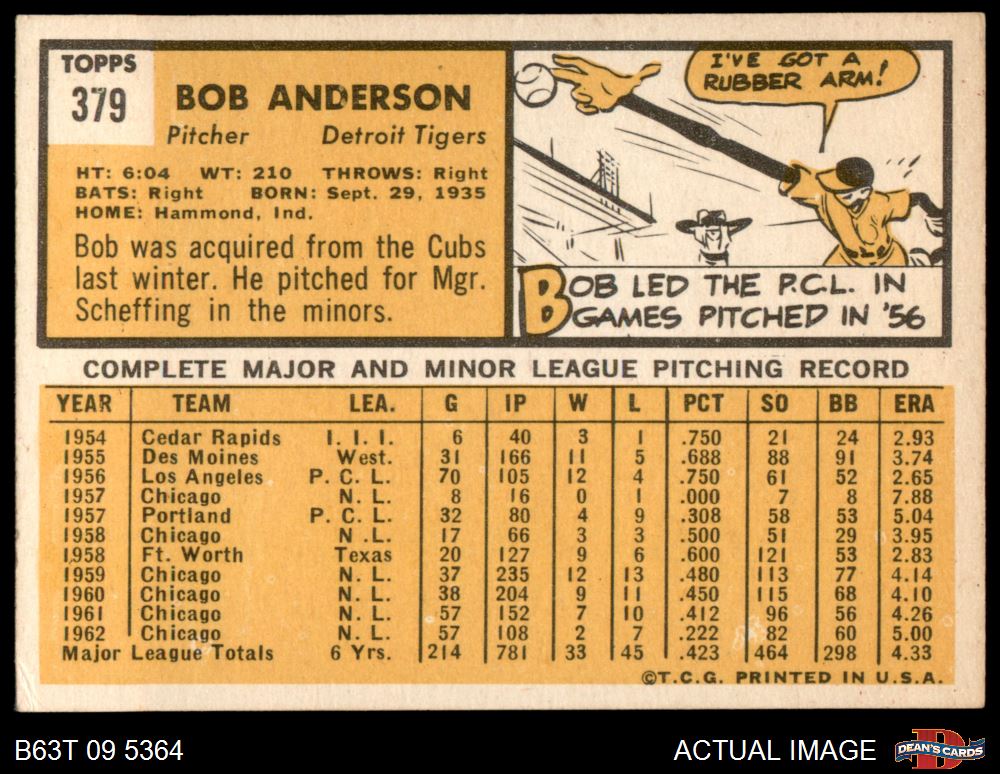 TOPPS
379
BOB ANDERSON
Pitcher Detroit Tigers
HT: 6:04 WT: 210 THROWS: Right
BATS: Right BORN: Sept. 29, 1935
HOME: Hammond, Ind.
Bob was acquired from the Cubs
last winter. He pitched for Mgr.
Scheffing in the minors.
I'VE GOT A
RUBBER ARM!
BOB LED THE P.C.L. IN
GAMES PITCHED IN '56
COMPLETE MAJOR AND MINOR LEAGUE PITCHING RECORD
YEAR TEAM LEA. G IP W L PCT SO BB ERA
1954 Cedar Rapids I. I. I. 6 40 3 1 .750 21 24 2.93
1955 Des Moines West. 31 166 11 5 .688 88 91 3.74
1956 Los Angeles P. C. L. 70 105 12 4 .750 61 52 2.65
1957 Chicago N. L. 8 16 0 1 .000 7 8 7.88
1957 Portland P. C. L. 32 80 4 9 .308 58 53 5.04
1958 Chicago N .L. 17 66 3 3 .500 51 29 3.95
1958 Ft. Worth Texas 20 127 9 6 .600 121 53 2.83
1959 Chicago N. L. 37 235 12 13 .480 113 77 4.14
1960 Chicago N. L. 38 204 9 11 .450 115 68 4.10
1961 Chicago N. L. 57 152 7 10 .412 96 56 4.26
1962 Chicago N. L. 57 108 2 7 .222 82 60 5.00
Major League Totals 6 Yrs. 214 781 33 45 .423 464 298 4.33
©T.C.G. PRINTED IN U.S.A.
B63T 09 5364 ACTUAL IMAGE
D
DEAN'S CARDS